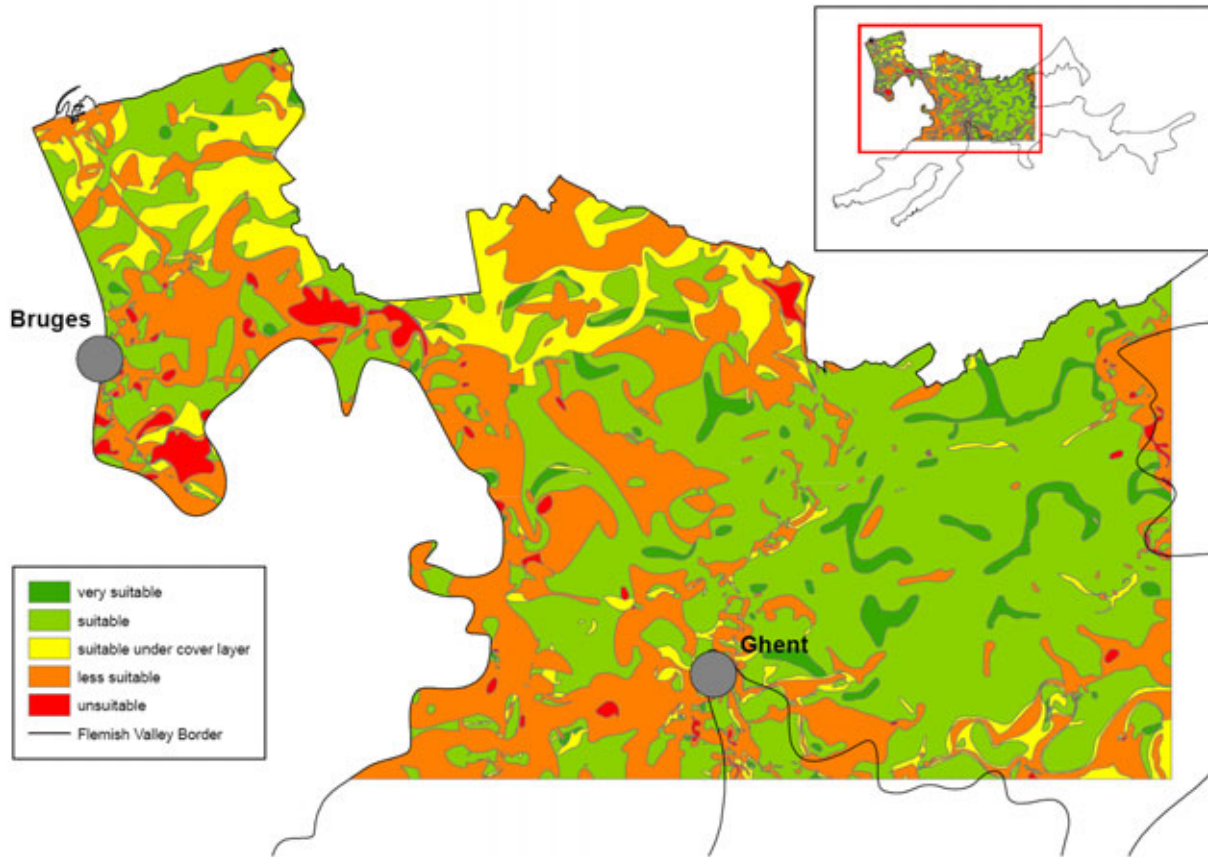 Bruges
Ghent
very suitable
suitable
suitable under cover layer
less suitable
unsuitable
Flemish Valley Border